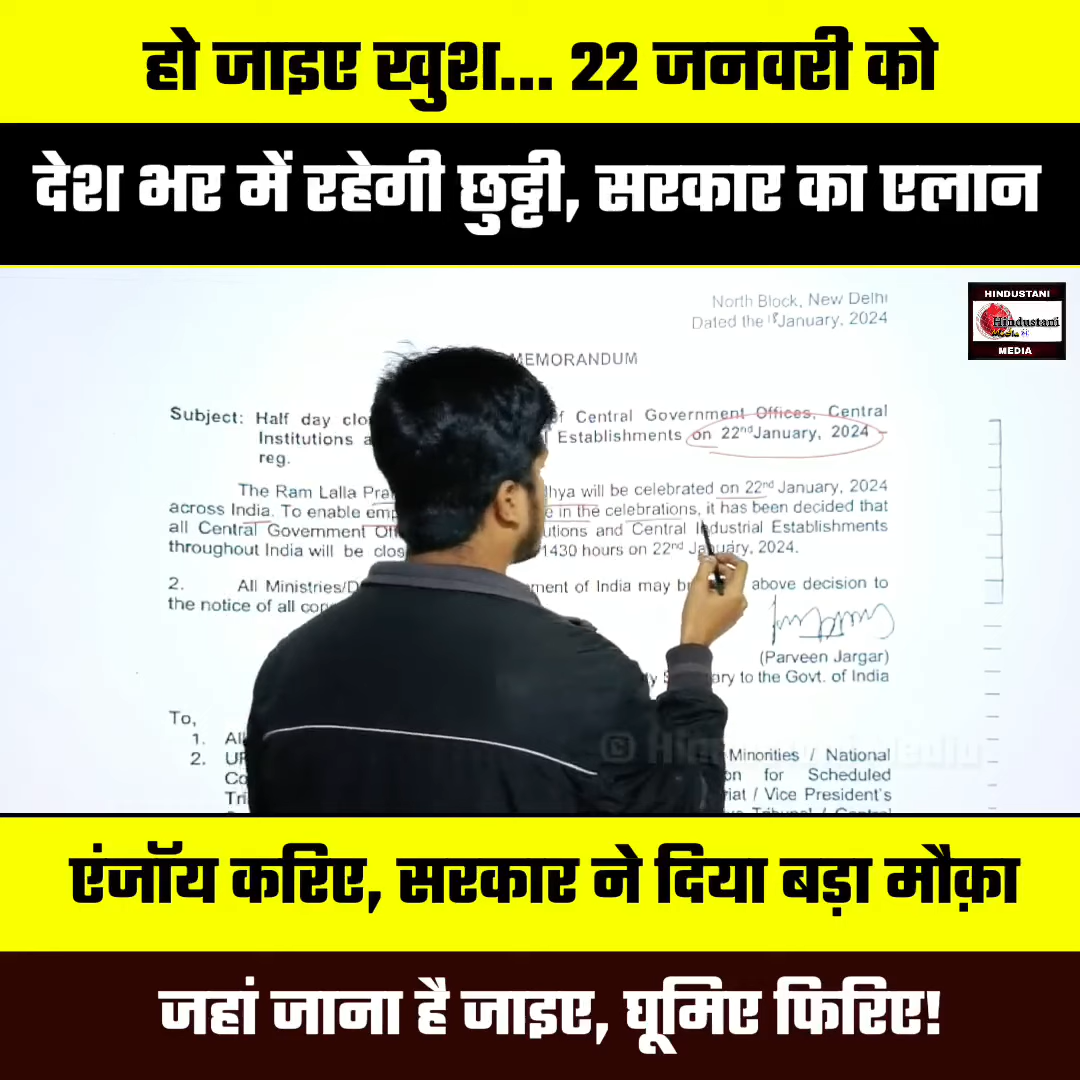 हो जाइए खुश... 22 जनवरी को
देश भर में रहेगी छुट्टी, सरकार का एलान
HINDUSTANI
Hindustani
MEDIA
North Block, New Delhi
Dated the 18 January, 2024
MEMORANDUM
Subject: Half day of Central Government Offices, Central
Institutions Establishments on 22nd January, 2024 –
reg.
The Ram Lalla will be celebrated on 22nd January, 2024
across India. To enable in the celebrations, it has been decided that
all Central Government and Central Industrial Establishments
throughout India will be 1430 hours on 22nd January, 2024.
2. All of India may above decision to
the notice of all
(Parveen Jargar)
to the Govt. of India
To,
1.
2. Minorities / National
for Scheduled
/ Vice President's
एंजॉय करिए, सरकार ने दिया बड़ा मौक़ा
जहां जाना है जाइए, घूमिए फिरिए!